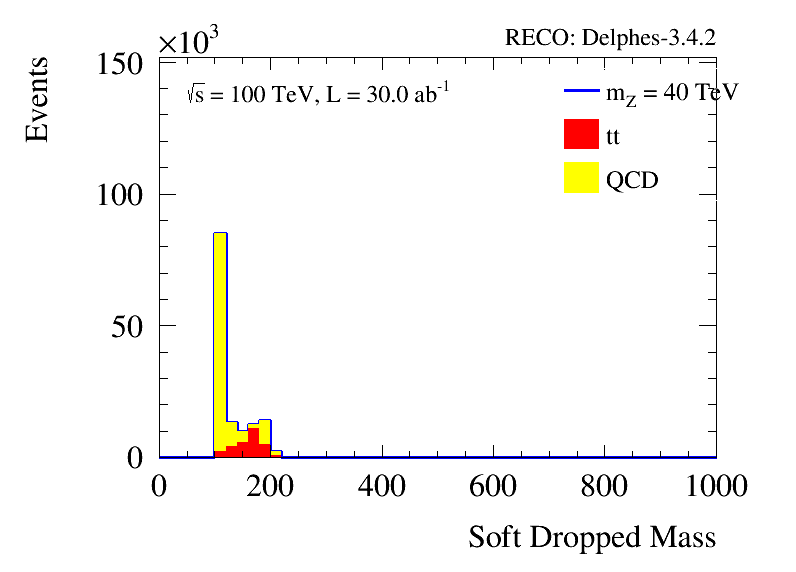 ×10³
RECO: Delphes-3.4.2
Events
√s = 100 TeV, L = 30.0 ab⁻¹
m_Z = 40 TeV
tt
QCD
150
100
50
0
0 200 400 600 800 1000
Soft Dropped Mass